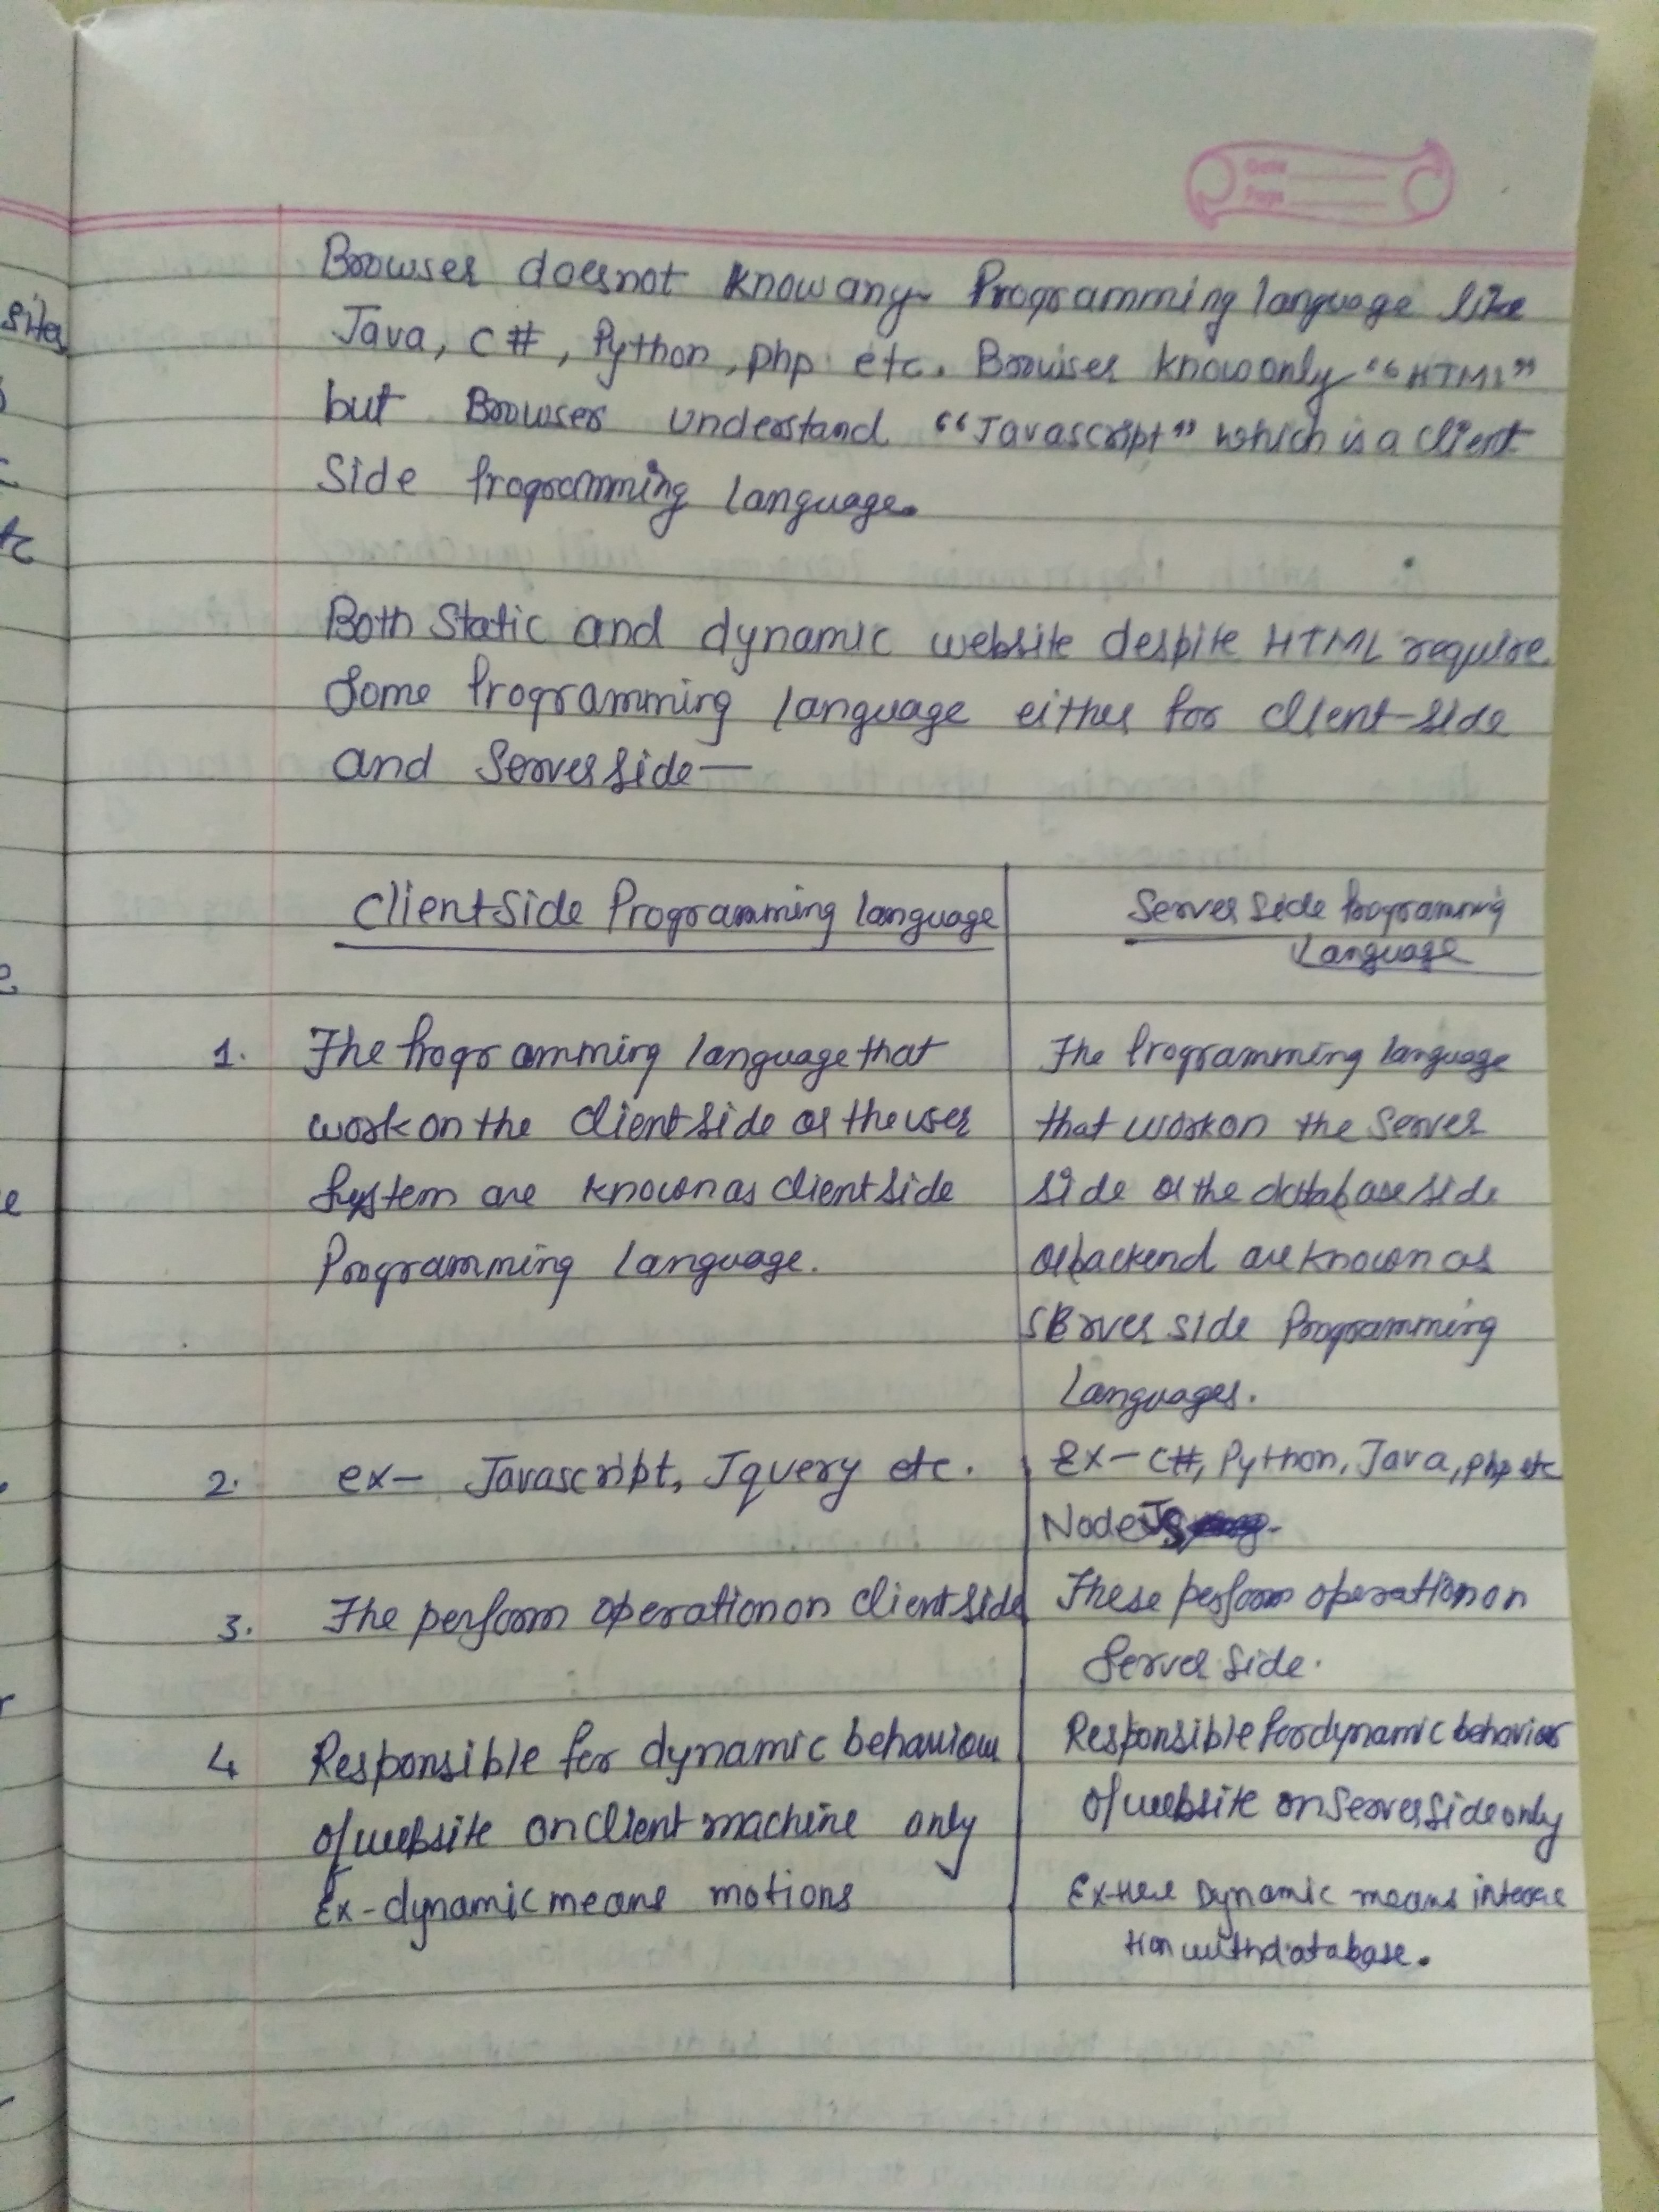 Date
Page
Browser doesnot know any Programming language like
Java, C#, Python, php etc. Browser know only "HTML"
but Browser understand "Javascript" which is a client
Side Programming language.
Both Static and dynamic website despite HTML require
Some Programming language either for client-side
and Server side—
Client Side Programming language
Server Side Programming
Language
1. The Programming language that
work on the Client Side or the user
System are known as client side
Programming language.
The Programming language
that work on the Server
side or the database side
or backend are known as
Server side Programming
Languages.
2. ex- Javascript, Jquery etc.
Ex- C#, Python, Java, php etc
Node JS
3. The perform operation on client side
These perform operation on
Server Side.
4 Responsible for dynamic behaviour
of website on client machine only
Ex- dynamic means motions
Responsible for dynamic behavior
of website on Server Side only
Ex-Here Dynamic means interac
tion with database.